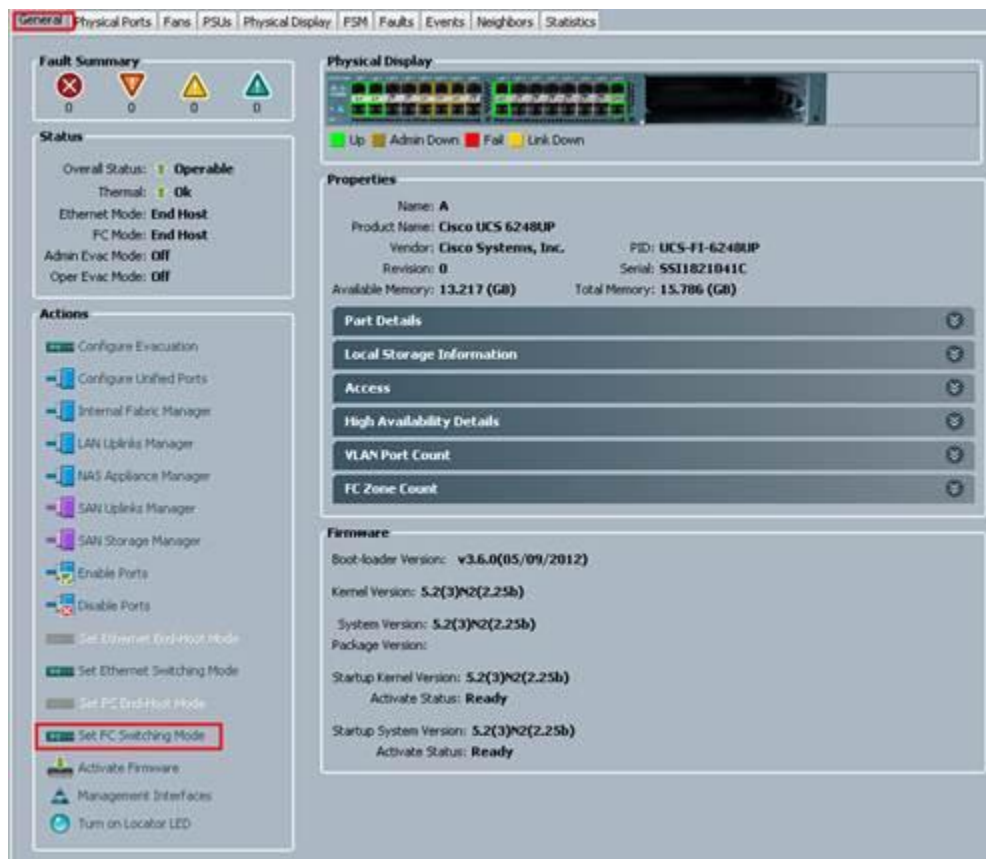 General Physical Ports Fans PSUs Physical Display FSM Faults Events Neighbors Statistics
Fault Summary
0 0 0 0
Status
Overall Status: Operable
Thermal: Ok
Ethernet Mode: End Host
FC Mode: End Host
Admin Evac Mode: Off
Oper Evac Mode: Off
Actions
Configure Evacuation
Configure Unified Ports
Internal Fabric Manager
LAN Uplinks Manager
NAS Appliance Manager
SAN Uplinks Manager
SAN Storage Manager
Enable Ports
Disable Ports
Set Ethernet End-Host Mode
Set Ethernet Switching Mode
Set FC End-Host Mode
Set FC Switching Mode
Activate Firmware
Management Interfaces
Turn on Locator LED
Physical Display
Up Admin Down Fail Link Down
Properties
Name: A
Product Name: Cisco UCS 6248UP
Vendor: Cisco Systems, Inc. PID: UCS-FI-6248UP
Revision: 0 Serial: SSI1821041C
Available Memory: 13.217 (GB) Total Memory: 15.786 (GB)
Part Details
Local Storage Information
Access
High Availability Details
VLAN Port Count
FC Zone Count
Firmware
Boot-loader Version: v3.6.0(05/09/2012)
Kernel Version: 5.2(3)N2(2.25b)
System Version: 5.2(3)N2(2.25b)
Package Version:
Startup Kernel Version: 5.2(3)N2(2.25b)
Activate Status: Ready
Startup System Version: 5.2(3)N2(2.25b)
Activate Status: Ready